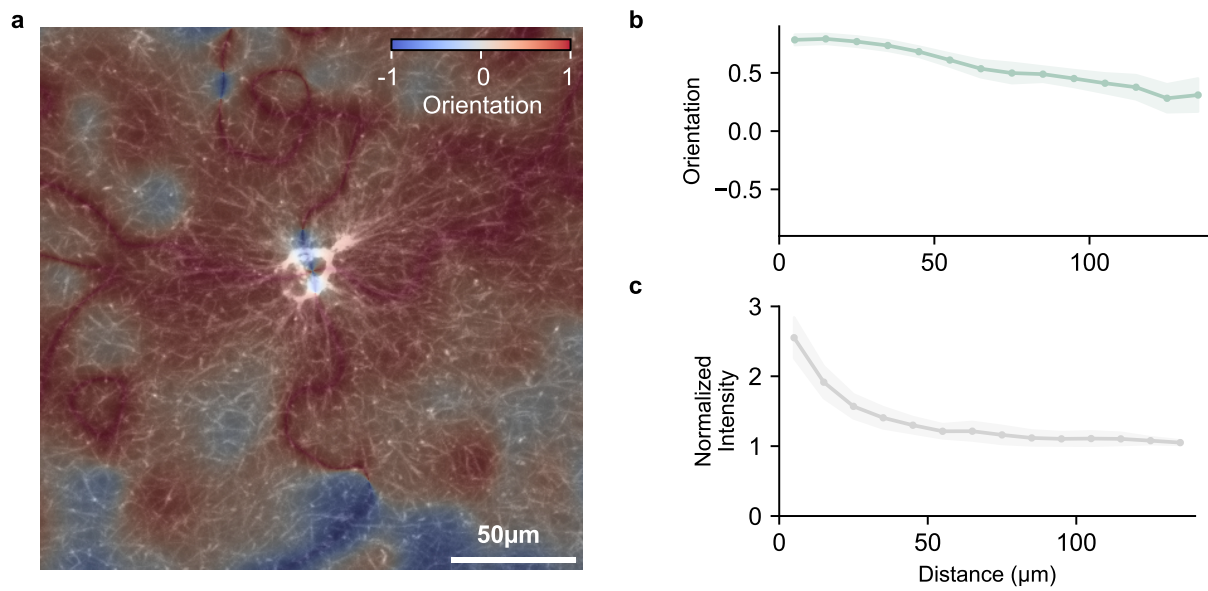 a
-1 0 1
Orientation
50µm
b
Orientation
0.5
0.0
−0.5
0 50 100
c
Normalized
Intensity
3
2
1
0
0 50 100
Distance (µm)